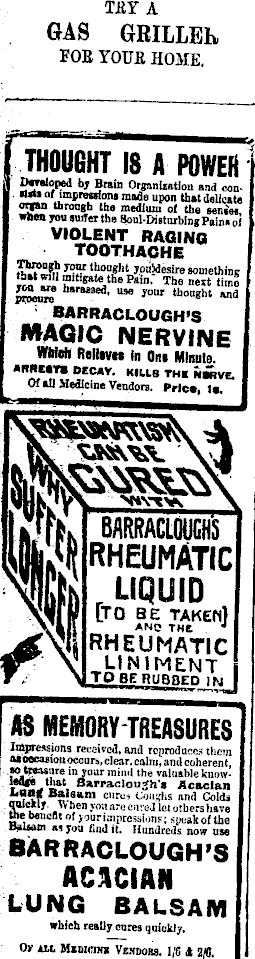 TRY A
GAS GRILLER
FOR YOUR HOME.
THOUGHT IS A POWER
Developed by Brain Organization and con-
sists of impressions made upon that delicate
organ through the medium of the senses,
when you suffer the Soul-Disturbing Pains of
VIOLENT RAGING
TOOTHACHE
Through your thought you desire something
that will mitigate the Pain. The next time
you are harassed, use your thought and
procure
BARRACLOUGH'S
MAGIC NERVINE
Which Relieves in One Minute.
ARRESTS DECAY. KILLS THE NERVE.
Of all Medicine Vendors. Price, 1s.
RHEUMATISM
CAN BE
CURED
WITH
WHY
SUFFER
LONGER
BARRACLOUGH'S
RHEUMATIC
LIQUID
[TO BE TAKEN]
AND THE
RHEUMATIC
LINIMENT
TO BE RUBBED IN
AS MEMORY-TREASURES
Impressions received, and reproduces them
as occasion occurs, clear, calm, and coherent,
so treasure in your mind the valuable know-
ledge that Barraclough's Acacian
Lung Balsam cures Coughs and Colds
quickly. When you are cured let others have
the benefit of your impressions; speak of the
Balsam as you find it. Hundreds now use
BARRACLOUGH'S
ACACIAN
LUNG BALSAM
which really cures quickly.
OF ALL MEDICINE VENDORS. 1/6 & 2/6.